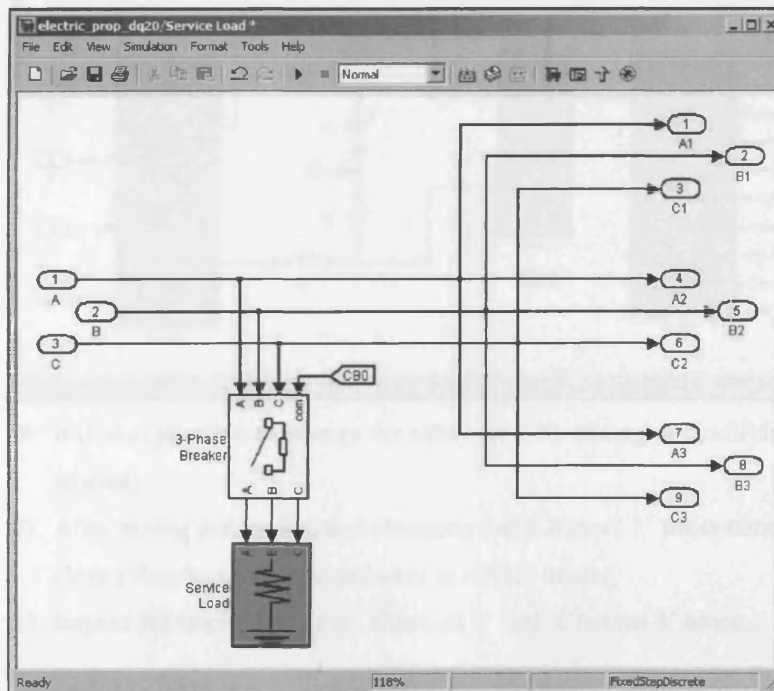 electric_prop_dq20/Service Load *
File Edit View Simulation Format Tools Help
Normal
1
A1
2
B1
3
C1
1
A
2
B
3
C
4
A2
5
B2
6
C2
CB0
A B C com
3-Phase
Breaker
A B C
7
A3
8
B3
9
C3
A B C
Service
Load
Ready 118% FixedStepDiscrete